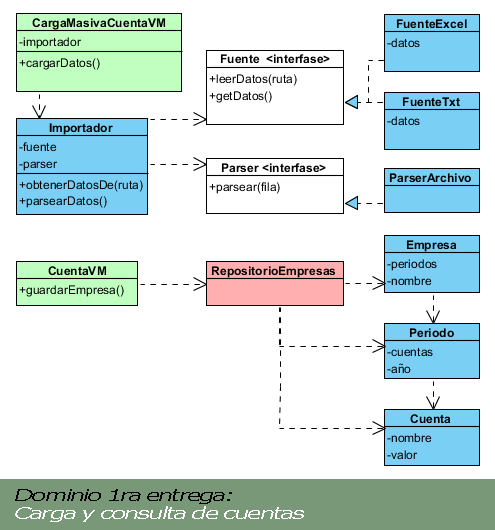 CargaMasivaCuentaVM
-importador
+cargarDatos()
Fuente <interfase>
+leerDatos(ruta)
+getDatos()
FuenteExcel
-datos
FuenteTxt
-datos
Importador
-fuente
-parser
+obtenerDatosDe(ruta)
+parsearDatos()
Parser <interfase>
+parsear(fila)
ParserArchivo
CuentaVM
+guardarEmpresa()
RepositorioEmpresas
Empresa
-periodos
-nombre
Periodo
-cuentas
-año
Cuenta
-nombre
-valor
Dominio 1ra entrega:
Carga y consulta de cuentas